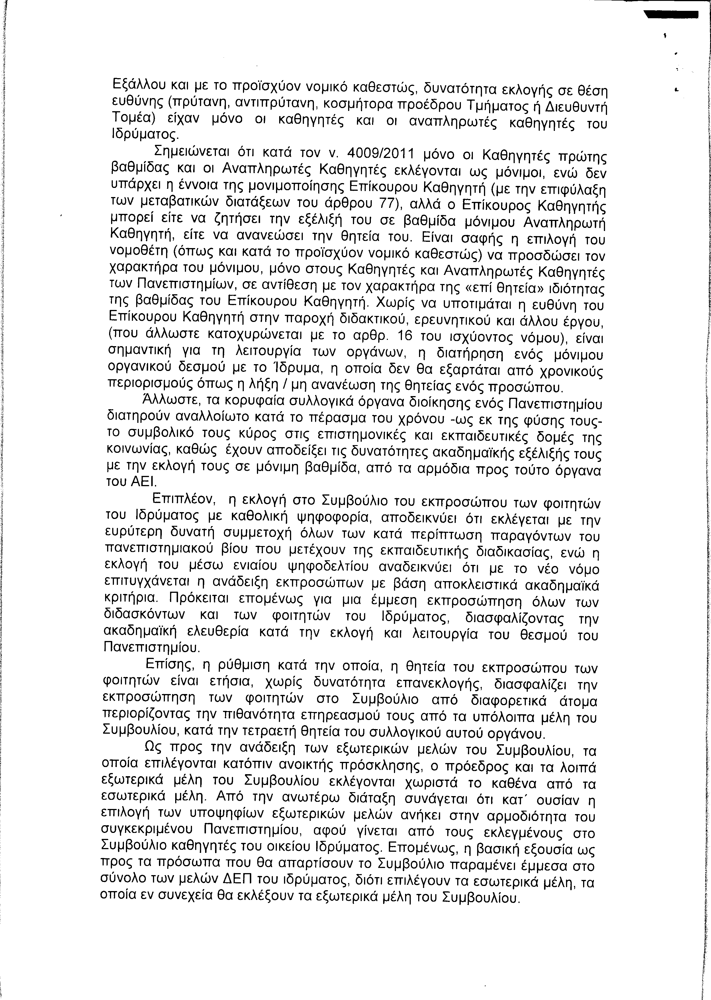 Εξάλλου και με το προϊσχύον νομικό καθεστώς, δυνατότητα εκλογής σε θέση
ευθύνης (πρύτανη, αντιπρύτανη, κοσμήτορα προέδρου Τμήματος ή Διευθυντή
Τομέα) είχαν μόνο οι καθηγητές και οι αναπληρωτές καθηγητές του
Ιδρύματος.
Σημειώνεται ότι κατά τον ν. 4009/2011 μόνο οι Καθηγητές πρώτης
βαθμίδας και οι Αναπληρωτές Καθηγητές εκλέγονται ως μόνιμοι, ενώ δεν
υπάρχει η έννοια της μονιμοποίησης Επίκουρου Καθηγητή (με την επιφύλαξη
των μεταβατικών διατάξεων του άρθρου 77), αλλά ο Επίκουρος Καθηγητής
μπορεί είτε να ζητήσει την εξέλιξή του σε βαθμίδα μόνιμου Αναπληρωτή
Καθηγητή, είτε να ανανεώσει την θητεία του. Είναι σαφής η επιλογή του
νομοθέτη (όπως και κατά το προϊσχύον νομικό καθεστώς) να προσδώσει τον
χαρακτήρα του μόνιμου, μόνο στους Καθηγητές και Αναπληρωτές Καθηγητές
των Πανεπιστημίων, σε αντίθεση με τον χαρακτήρα της «επί θητεία» ιδιότητας
της βαθμίδας του Επίκουρου Καθηγητή. Χωρίς να υποτιμάται η ευθύνη του
Επίκουρου Καθηγητή στην παροχή διδακτικού, ερευνητικού και άλλου έργου,
(που άλλωστε κατοχυρώνεται με το αρθρ. 16 του ισχύοντος νόμου), είναι
σημαντική για τη λειτουργία των οργάνων, η διατήρηση ενός μόνιμου
οργανικού δεσμού με το Ίδρυμα, η οποία δεν θα εξαρτάται από χρονικούς
περιορισμούς όπως η λήξη / μη ανανέωση της θητείας ενός προσώπου.
Άλλωστε, τα κορυφαία συλλογικά όργανα διοίκησης ενός Πανεπιστημίου
διατηρούν αναλλοίωτο κατά το πέρασμα του χρόνου -ως εκ της φύσης τους-
το συμβολικό τους κύρος στις επιστημονικές και εκπαιδευτικές δομές της
κοινωνίας, καθώς έχουν αποδείξει τις δυνατότητες ακαδημαϊκής εξέλιξής τους
με την εκλογή τους σε μόνιμη βαθμίδα, από τα αρμόδια προς τούτο όργανα
του ΑΕΙ.
Επιπλέον, η εκλογή στο Συμβούλιο του εκπροσώπου των φοιτητών
του Ιδρύματος με καθολική ψηφοφορία, αποδεικνύει ότι εκλέγεται με την
ευρύτερη δυνατή συμμετοχή όλων των κατά περίπτωση παραγόντων του
πανεπιστημιακού βίου που μετέχουν της εκπαιδευτικής διαδικασίας, ενώ η
εκλογή του μέσω ενιαίου ψηφοδελτίου αναδεικνύει ότι με το νέο νόμο
επιτυγχάνεται η ανάδειξη εκπροσώπων με βάση αποκλειστικά ακαδημαϊκά
κριτήρια. Πρόκειται επομένως για μια έμμεση εκπροσώπηση όλων των
διδασκόντων και των φοιτητών του Ιδρύματος, διασφαλίζοντας την
ακαδημαϊκή ελευθερία κατά την εκλογή και λειτουργία του θεσμού του
Πανεπιστημίου.
Επίσης, η ρύθμιση κατά την οποία, η θητεία του εκπροσώπου των
φοιτητών είναι ετήσια, χωρίς δυνατότητα επανεκλογής, διασφαλίζει την
εκπροσώπηση των φοιτητών στο Συμβούλιο από διαφορετικά άτομα
περιορίζοντας την πιθανότητα επηρεασμού τους από τα υπόλοιπα μέλη του
Συμβουλίου, κατά την τετραετή θητεία του συλλογικού αυτού οργάνου.
Ως προς την ανάδειξη των εξωτερικών μελών του Συμβουλίου, τα
οποία επιλέγονται κατόπιν ανοικτής πρόσκλησης, ο πρόεδρος και τα λοιπά
εξωτερικά μέλη του Συμβουλίου εκλέγονται χωριστά το καθένα από τα
εσωτερικά μέλη. Από την ανωτέρω διάταξη συνάγεται ότι κατ΄ ουσίαν η
επιλογή των υποψηφίων εξωτερικών μελών ανήκει στην αρμοδιότητα του
συγκεκριμένου Πανεπιστημίου, αφού γίνεται από τους εκλεγμένους στο
Συμβούλιο καθηγητές του οικείου Ιδρύματος. Επομένως, η βασική εξουσία ως
προς τα πρόσωπα που θα απαρτίσουν το Συμβούλιο παραμένει έμμεσα στο
σύνολο των μελών ΔΕΠ του ιδρύματος, διότι επιλέγουν τα εσωτερικά μέλη, τα
οποία εν συνεχεία θα εκλέξουν τα εξωτερικά μέλη του Συμβουλίου.